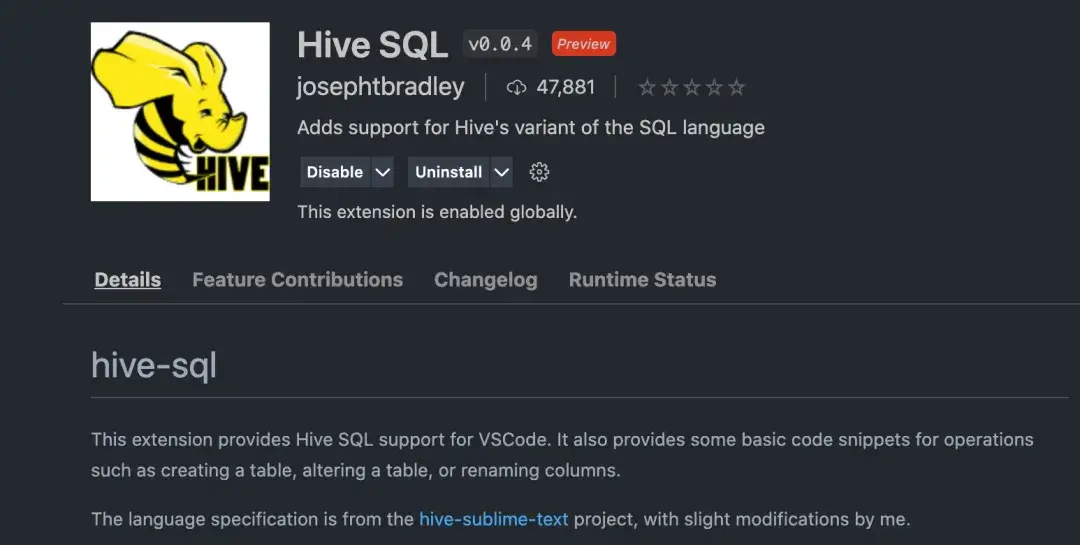 HIVE
Hive SQL v0.0.4 Preview
josephtbradley 47,881
Adds support for Hive's variant of the SQL language
Disable Uninstall
This extension is enabled globally.
Details Feature Contributions Changelog Runtime Status
hive-sql
This extension provides Hive SQL support for VSCode. It also provides some basic code snippets for operations
such as creating a table, altering a table, or renaming columns.
The language specification is from the hive-sublime-text project, with slight modifications by me.